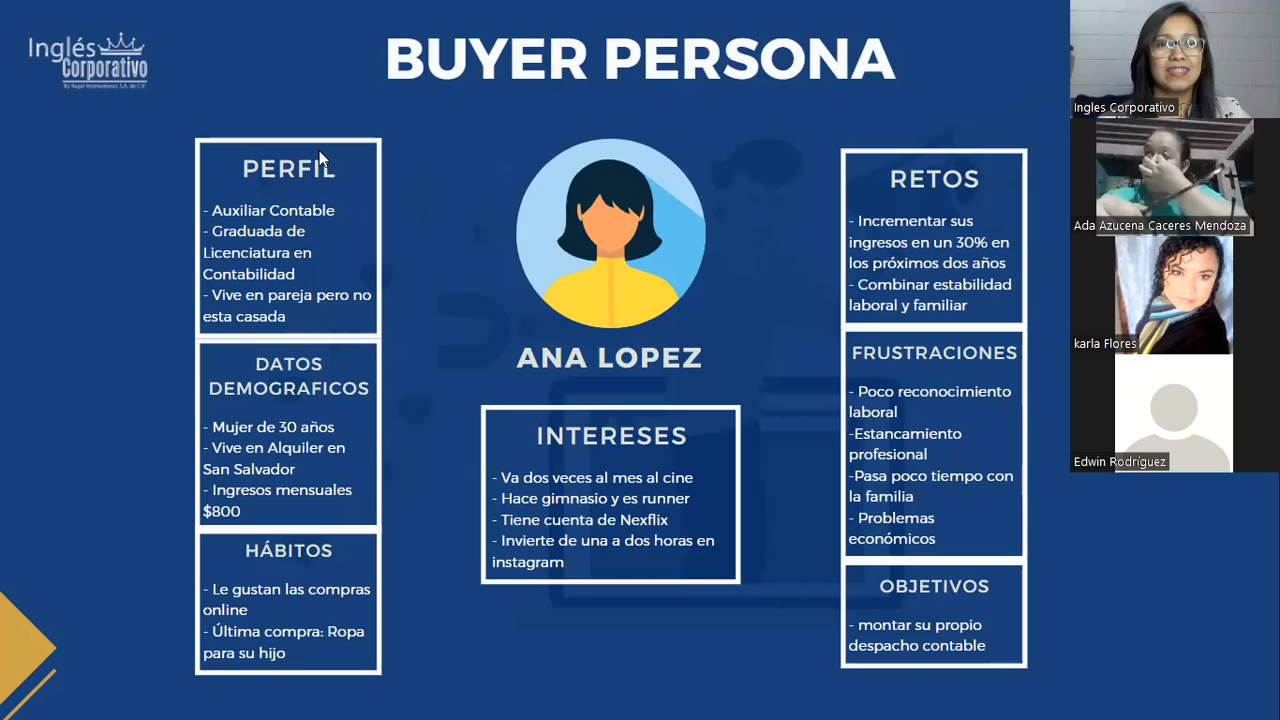 Inglés
Corporativo
By Regal International, S.A. de C.V.
BUYER PERSONA
PERFIL
- Auxiliar Contable
- Graduada de
Licenciatura en
Contabilidad
- Vive en pareja pero no
esta casada
DATOS
DEMOGRAFICOS
- Mujer de 30 años
- Vive en Alquiler en
San Salvador
- Ingresos mensuales
$800
HÁBITOS
- Le gustan las compras
online
- Última compra: Ropa
para su hijo
ANA LOPEZ
INTERESES
- Va dos veces al mes al cine
- Hace gimnasio y es runner
- Tiene cuenta de Nexflix
- Invierte de una a dos horas en
instagram
RETOS
- Incrementar sus
ingresos en un 30% en
los próximos dos años
- Combinar estabilidad
laboral y familiar
FRUSTRACIONES
- Poco reconocimiento
laboral
-Estancamiento
profesional
-Pasa poco tiempo con
la familia
- Problemas
económicos
OBJETIVOS
- montar su propio
despacho contable
Ingles Corporativo
Ada Azucena Caceres Mendoza
karla Flores
Edwin Rodríguez